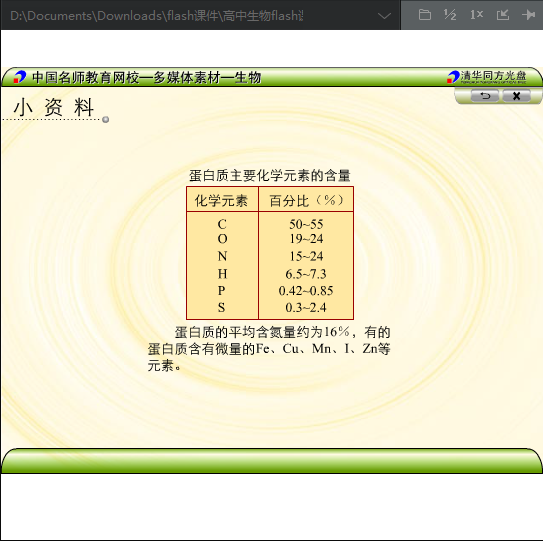 D:\Documents\Downloads\flash课件\高中生物flash课
½ 1×
中国名师教育网校—多媒体素材—生物
清华同方光盘
小资料
蛋白质主要化学元素的含量
化学元素 百分比（%）
C 50~55
O 19~24
N 15~24
H 6.5~7.3
P 0.42~0.85
S 0.3~2.4
蛋白质的平均含氮量约为16%，有的
蛋白质含有微量的Fe、Cu、Mn、I、Zn等
元素。